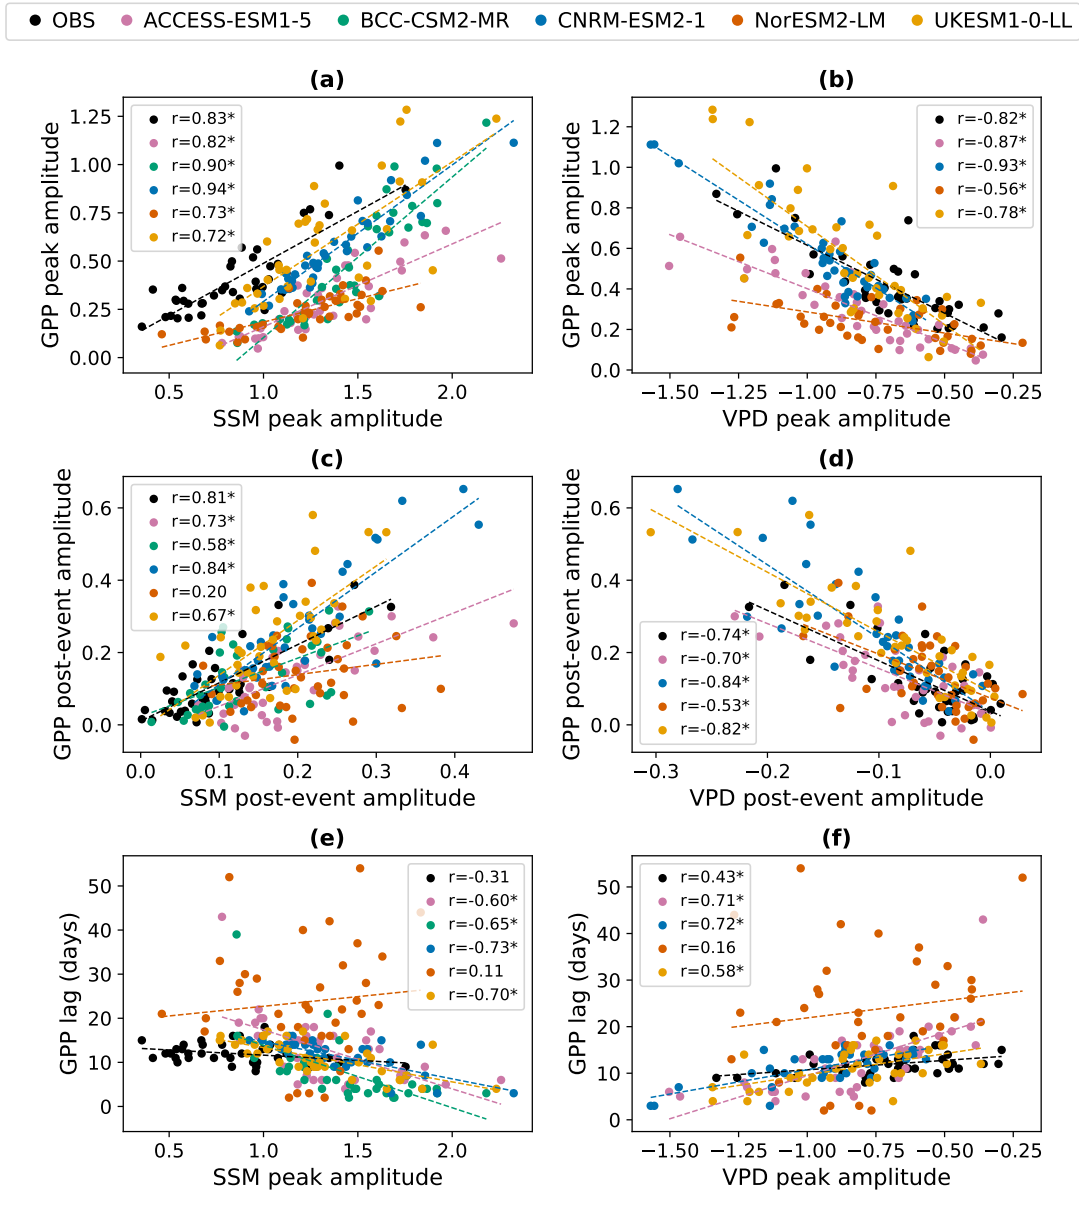 OBS ACCESS-ESM1-5 BCC-CSM2-MR CNRM-ESM2-1 NorESM2-LM UKESM1-0-LL
(a)
GPP peak amplitude
1.25
1.00
0.75
0.50
0.25
0.00
r=0.83*
r=0.82*
r=0.90*
r=0.94*
r=0.73*
r=0.72*
0.5 1.0 1.5 2.0
SSM peak amplitude
(b)
GPP peak amplitude
1.2
1.0
0.8
0.6
0.4
0.2
0.0
r=-0.82*
r=-0.87*
r=-0.93*
r=-0.56*
r=-0.78*
−1.50 −1.25 −1.00 −0.75 −0.50 −0.25
VPD peak amplitude
(c)
GPP post-event amplitude
0.6
0.4
0.2
0.0
r=0.81*
r=0.73*
r=0.58*
r=0.84*
r=0.20
r=0.67*
0.0 0.1 0.2 0.3 0.4
SSM post-event amplitude
(d)
GPP post-event amplitude
0.6
0.4
0.2
0.0
r=-0.74*
r=-0.70*
r=-0.84*
r=-0.53*
r=-0.82*
−0.3 −0.2 −0.1 0.0
VPD post-event amplitude
(e)
GPP lag (days)
50
40
30
20
10
0
r=-0.31
r=-0.60*
r=-0.65*
r=-0.73*
r=0.11
r=-0.70*
0.5 1.0 1.5 2.0
SSM peak amplitude
(f)
GPP lag (days)
50
40
30
20
10
0
r=0.43*
r=0.71*
r=0.72*
r=0.16
r=0.58*
−1.50 −1.25 −1.00 −0.75 −0.50 −0.25
VPD peak amplitude